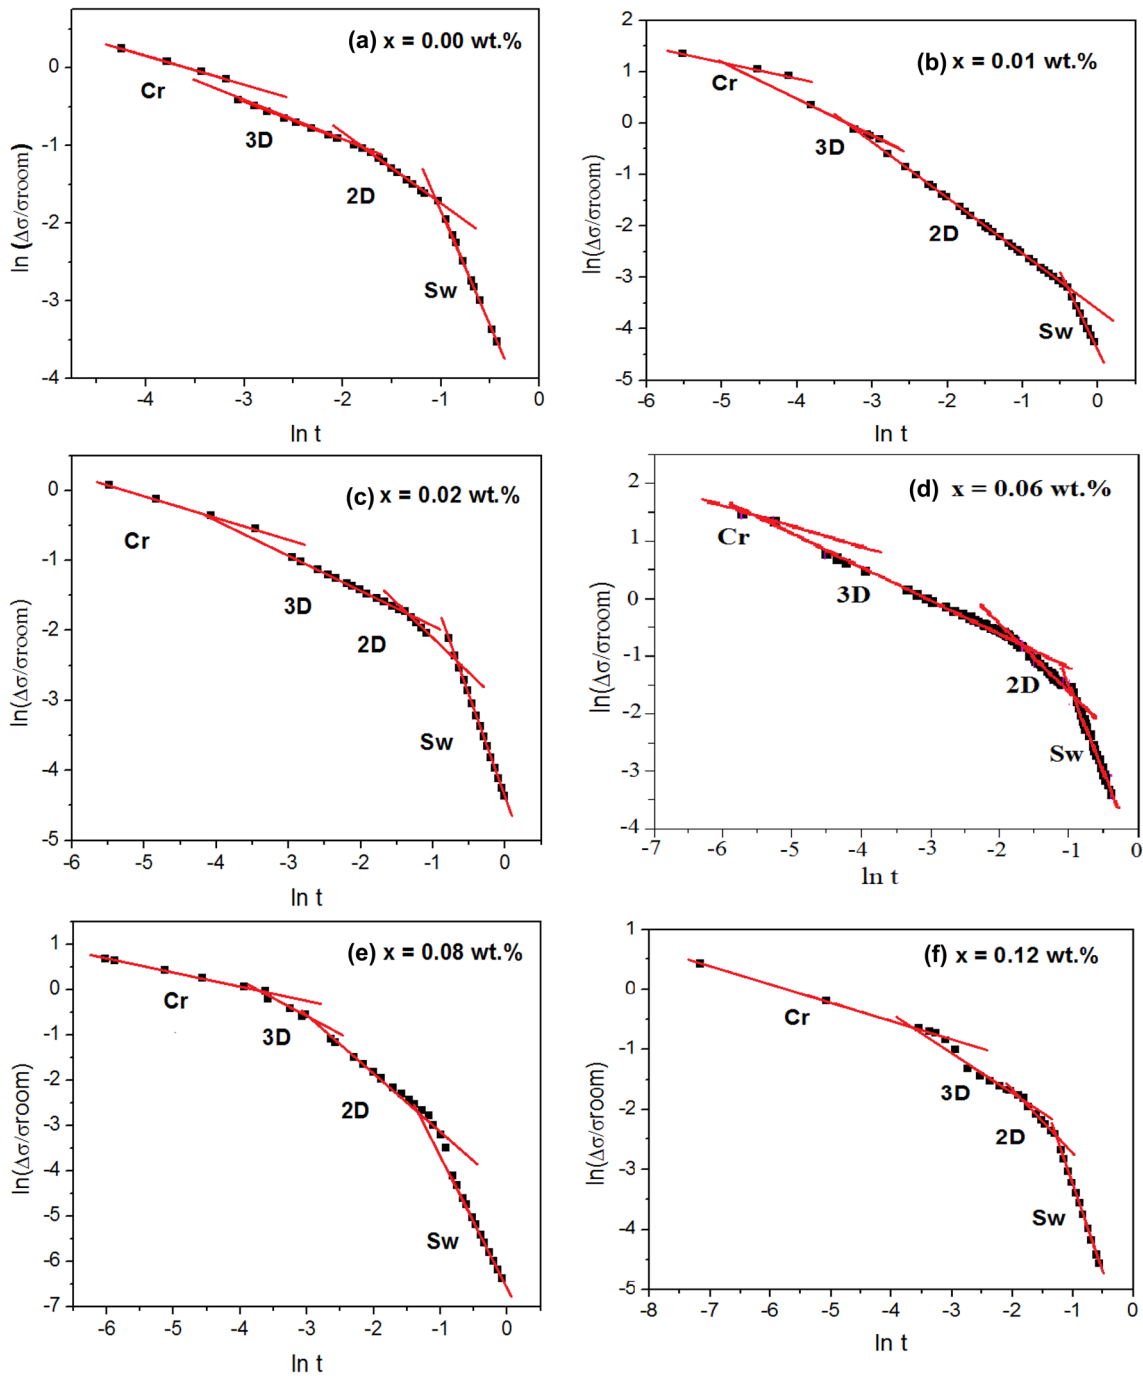 (a) x = 0.00 wt.%
0
-1
-2
-3
-4
ln (Δσ/σroom)
Cr
3D
2D
Sw
-4 -3 -2 -1 0
ln t
(b) x = 0.01 wt.%
2
1
0
-1
-2
-3
-4
-5
ln(Δσ/σroom)
Cr
3D
2D
Sw
-6 -5 -4 -3 -2 -1 0
ln t
(c) x = 0.02 wt.%
0
-1
-2
-3
-4
-5
ln(Δσ/σroom)
Cr
3D
2D
Sw
-6 -5 -4 -3 -2 -1 0
ln t
(d) x = 0.06 wt.%
2
1
0
-1
-2
-3
-4
ln(Δσ/σroom)
Cr
3D
2D
Sw
-7 -6 -5 -4 -3 -2 -1 0
ln t
(e) x = 0.08 wt.%
1
0
-1
-2
-3
-4
-5
-6
-7
ln(Δσ/σroom)
Cr
3D
2D
Sw
-6 -5 -4 -3 -2 -1 0
ln t
(f) x = 0.12 wt.%
1
0
-1
-2
-3
-4
-5
ln(Δσ/σroom)
Cr
3D
2D
Sw
-8 -7 -6 -5 -4 -3 -2 -1 0
ln t